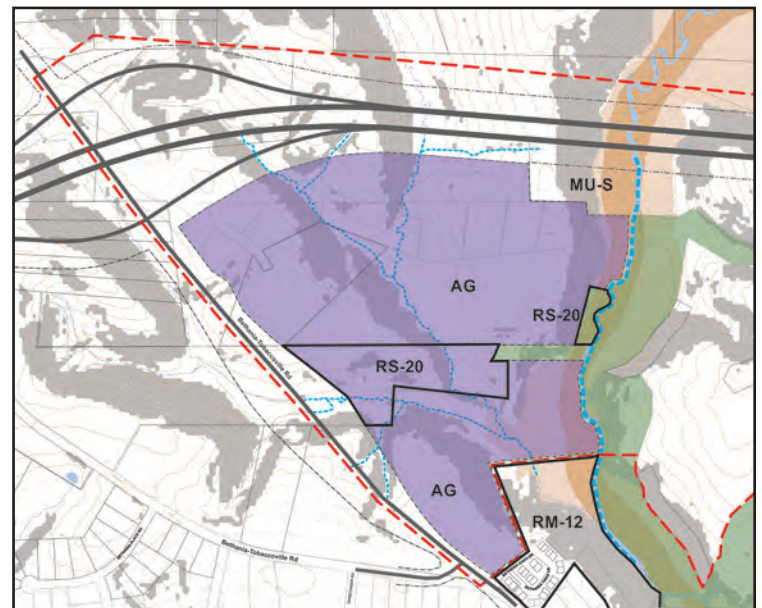 MU-S
AG
RS-20
Bethania-Tobaccoville Rd
RS-20
AG
RM-12
Bethania-Tobaccoville Rd